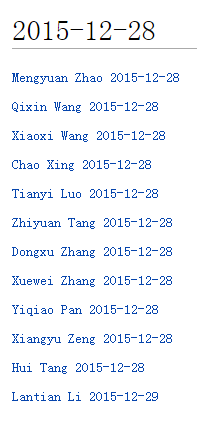 2015-12-28
Mengyuan Zhao 2015-12-28
Qixin Wang 2015-12-28
Xiaoxi Wang 2015-12-28
Chao Xing 2015-12-28
Tianyi Luo 2015-12-28
Zhiyuan Tang 2015-12-28
Dongxu Zhang 2015-12-28
Xuewei Zhang 2015-12-28
Yiqiao Pan 2015-12-28
Xiangyu Zeng 2015-12-28
Hui Tang 2015-12-28
Lantian Li 2015-12-29